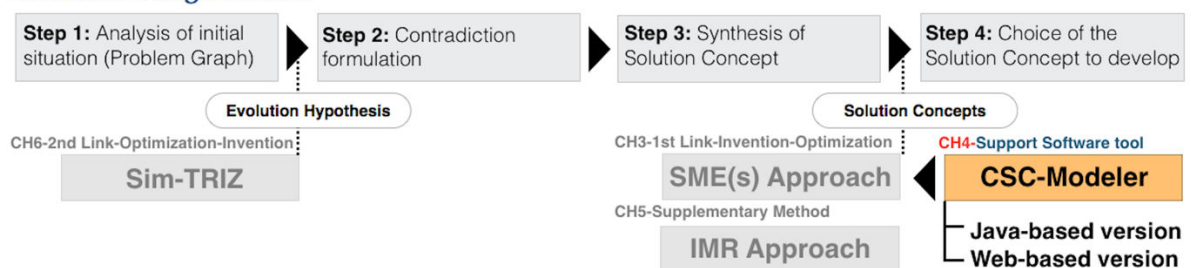 Step 1: Analysis of initial
situation (Problem Graph)
Step 2: Contradiction
formulation
Step 3: Synthesis of
Solution Concept
Step 4: Choice of the
Solution Concept to develop
Evolution Hypothesis
Solution Concepts
CH6-2nd Link-Optimization-Invention
Sim-TRIZ
CH3-1st Link-Invention-Optimization
SME(s) Approach
CH4-Support Software tool
CSC-Modeler
CH5-Supplementary Method
IMR Approach
Java-based version
Web-based version